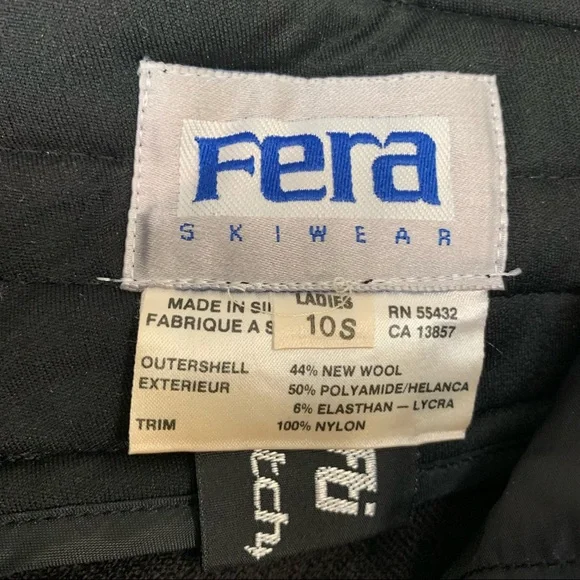 Fera
SKIWEAR
LADIES
10S
MADE IN
FABRIQUE A
RN 55432
CA 13857
OUTERSHELL 44% NEW WOOL
EXTERIEUR 50% POLYAMIDE/HELANCA
6% ELASTHAN — LYCRA
TRIM 100% NYLON